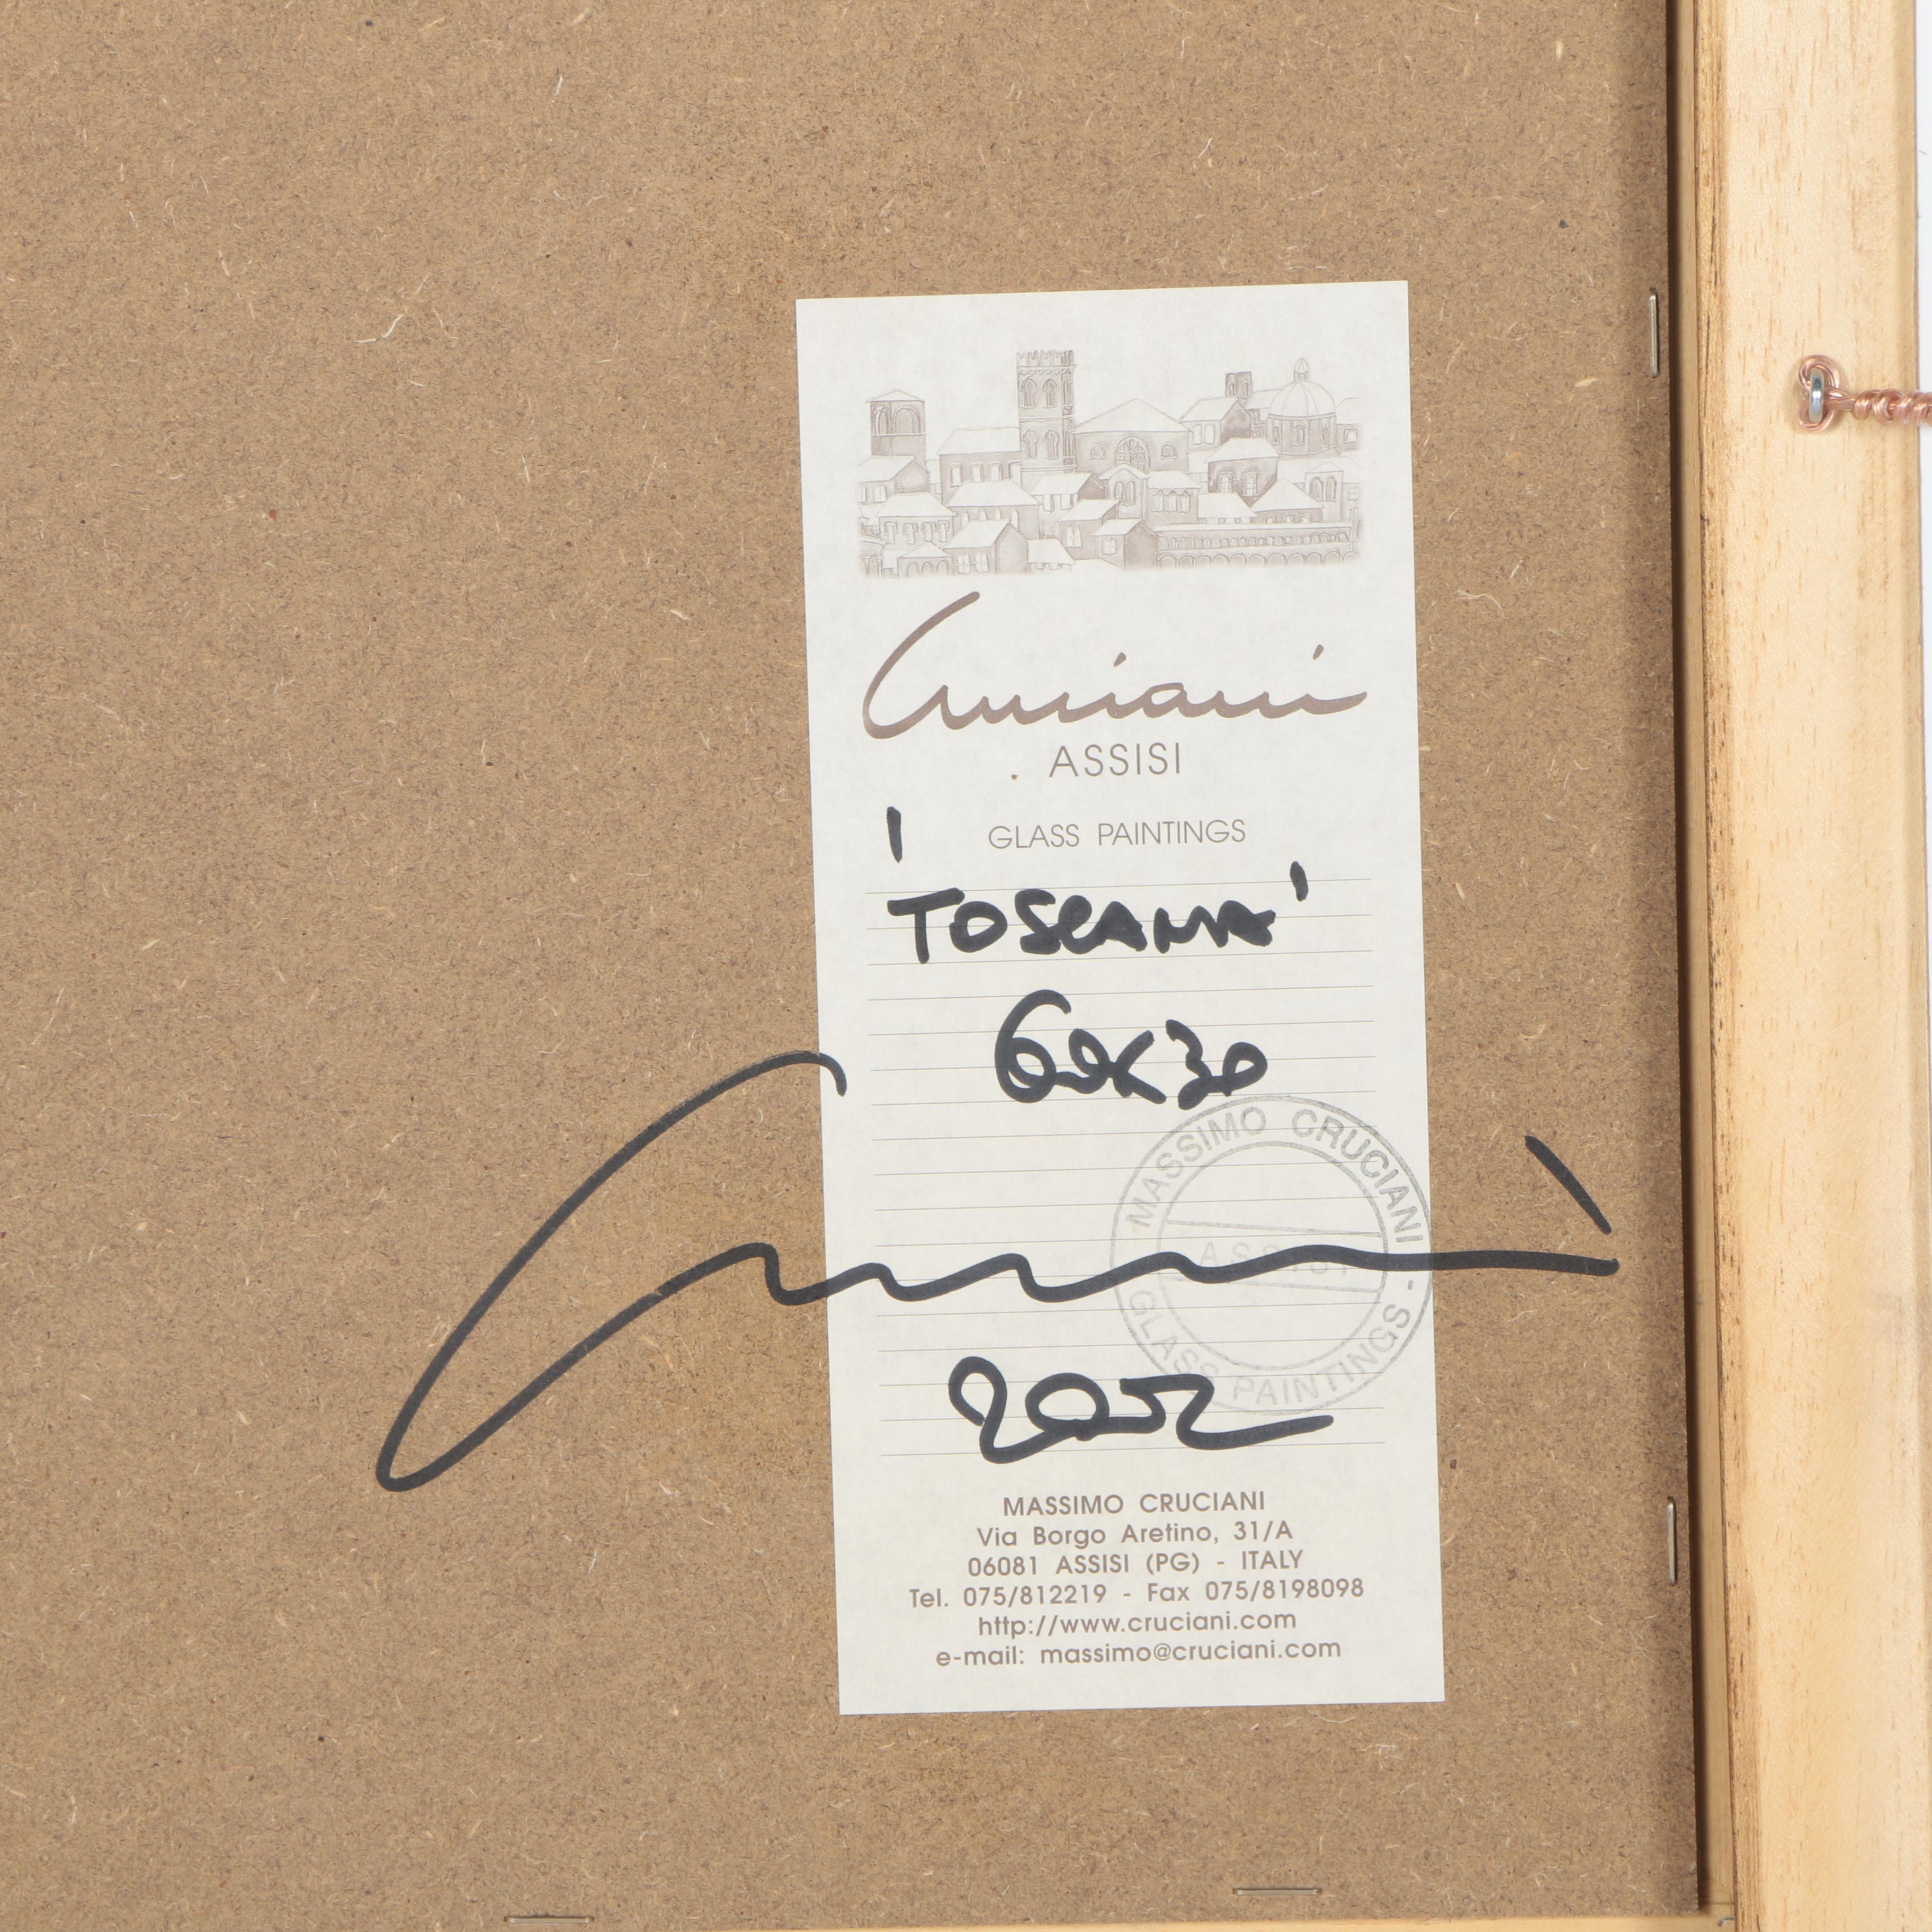 Cruciani
ASSISI
GLASS PAINTINGS
'TOSCANA'
60x30
MASSIMO CRUCIANI - GLASS PAINTINGS -
ASSISI
MASSIMO CRUCIANI
Via Borgo Aretino, 31/A
06081 ASSISI (PG) - ITALY
Tel. 075/812219 - Fax 075/8198098
http://www.cruciani.com
e-mail: massimo@cruciani.com